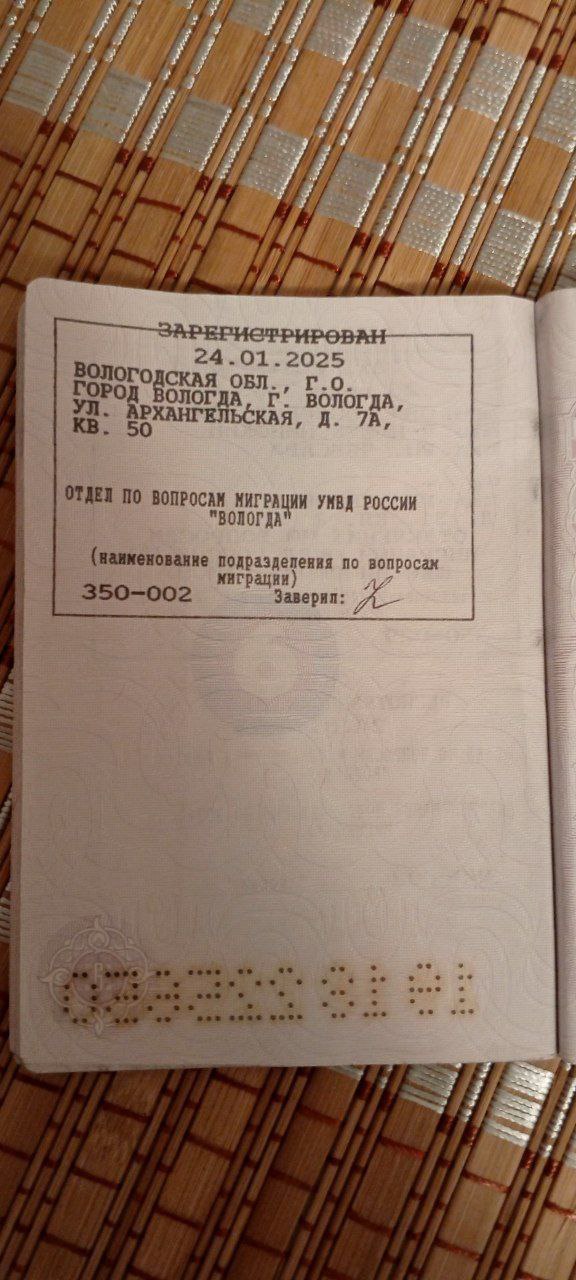 ЗАРЕГИСТРИРОВАН
24.01.2025
ВОЛОГОДСКАЯ ОБЛ., Г.О.
ГОРОД ВОЛОГДА, Г. ВОЛОГДА,
УЛ. АРХАНГЕЛЬСКАЯ, Д. 7А,
КВ. 50
ОТДЕЛ ПО ВОПРОСАМ МИГРАЦИИ УМВД РОССИИ
"ВОЛОГДА"
(наименование подразделения по вопросам
миграции)
350-002 Заверил: